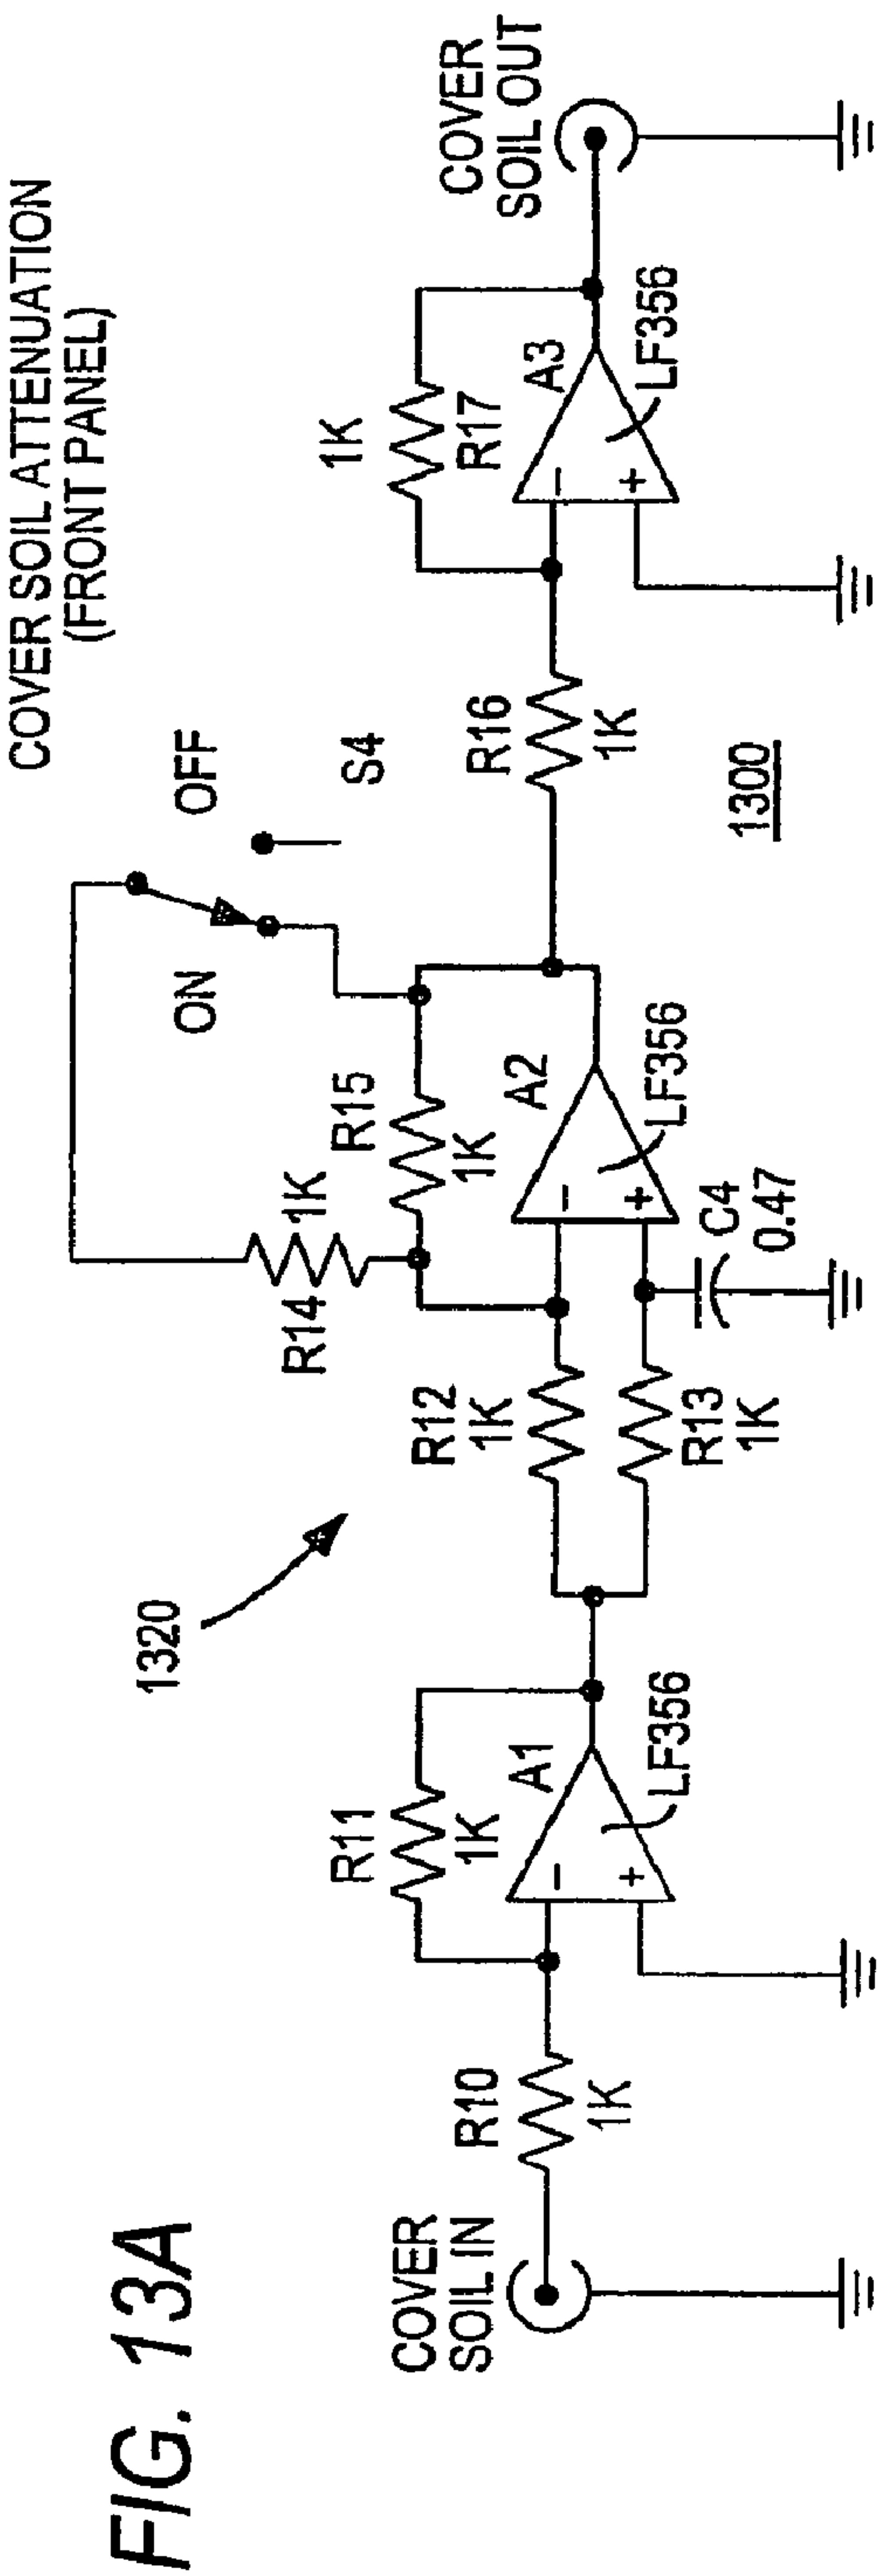 FIG. 13A
COVER SOIL ATTENUATION
(FRONT PANEL)
1320
ON
OFF
S4
R14
1K
R11
1K
R15
1K
1K
R17
COVER
SOIL IN
R10
1K
A1
−
+
LF356
R12
1K
R13
1K
A2
−
+
LF356
C4
0.47
R16
1K
A3
−
+
LF356
COVER
SOIL OUT
1300